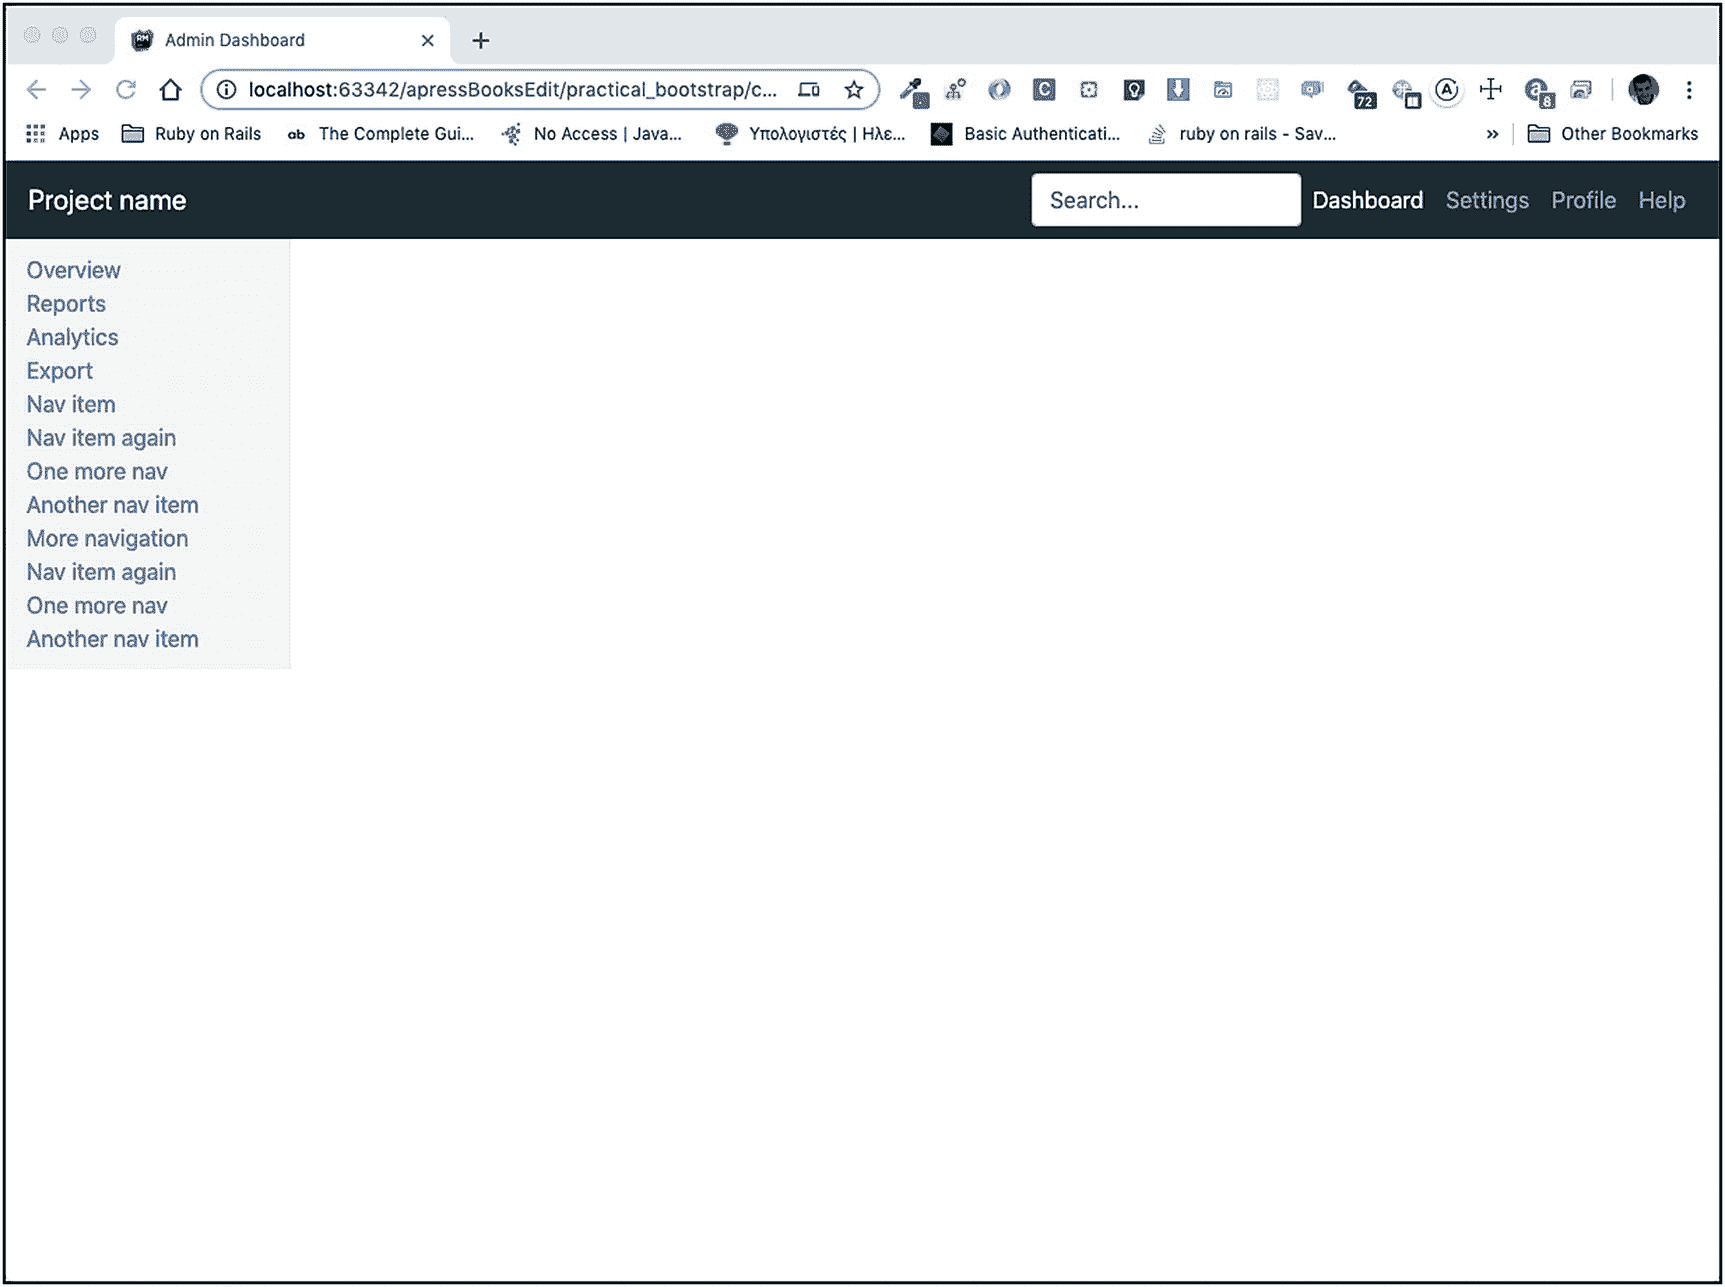 Admin Dashboard
localhost:63342/apressBooksEdit/practical_bootstrap/c...
72
8
Apps Ruby on Rails ab The Complete Gui... No Access | Java... Υπολογιστές | Ηλε... Basic Authenticati... ruby on rails - Sav... » Other Bookmarks
Project name Search... Dashboard Settings Profile Help
Overview
Reports
Analytics
Export
Nav item
Nav item again
One more nav
Another nav item
More navigation
Nav item again
One more nav
Another nav item